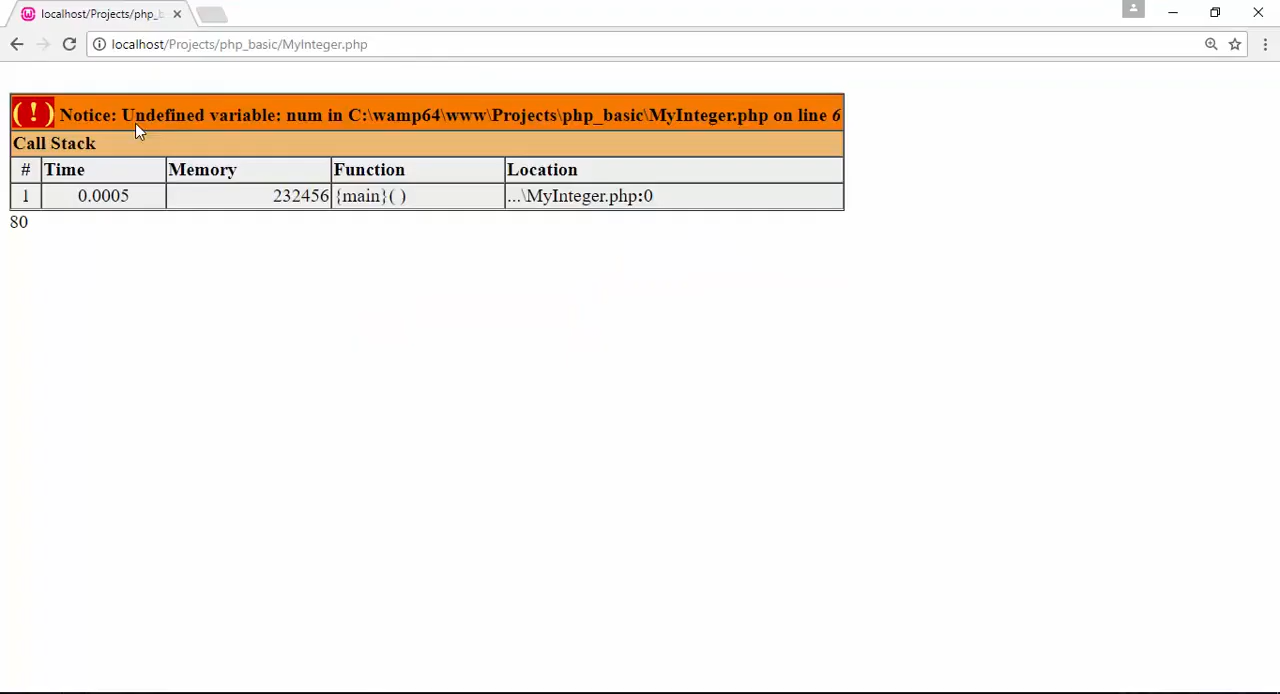 localhost/Projects/php_b
localhost/Projects/php_basic/MyInteger.php
( ! ) Notice: Undefined variable: num in C:\wamp64\www\Projects\php_basic\MyInteger.php on line 6
Call Stack
# Time Memory Function Location
1 0.0005 232456 {main}( ) ...\MyInteger.php:0
80